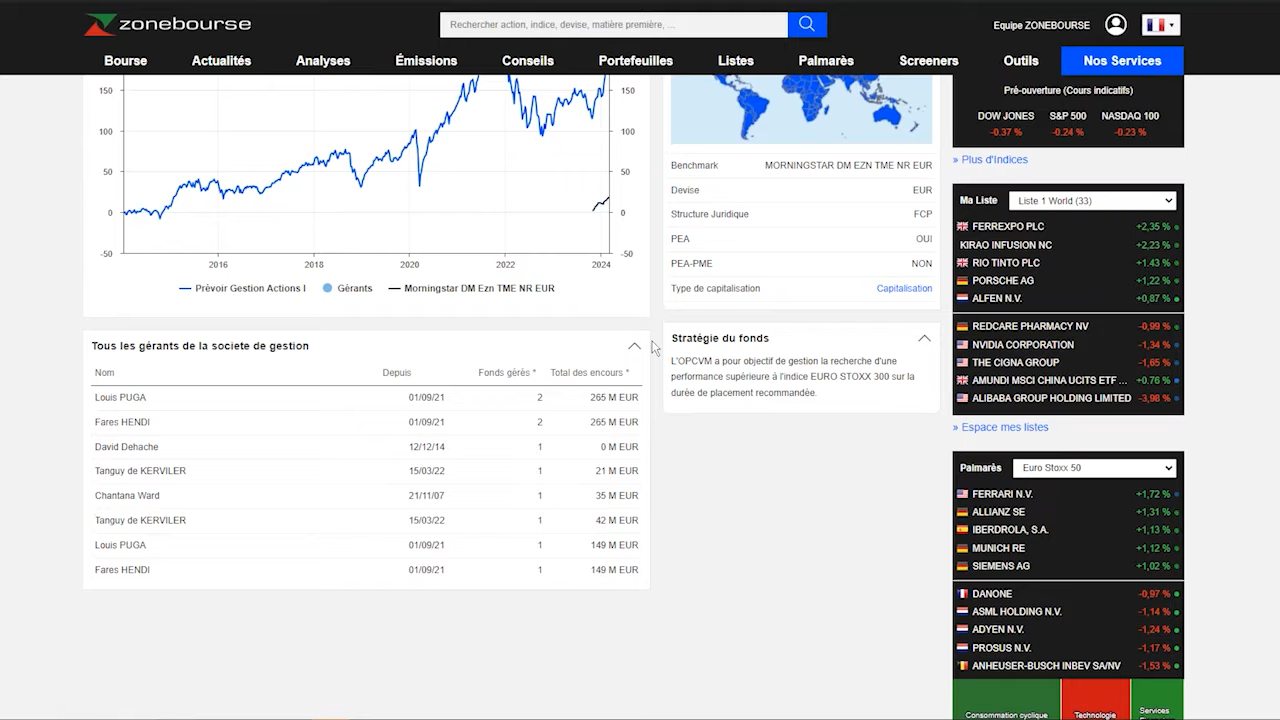 zonebourse
Rechercher action, indice, devise, matière première, ...
Equipe ZONEBOURSE
Bourse Actualités Analyses Émissions Conseils Portefeuilles Listes Palmarès Screeners Outils Nos Services
150 150
100 100
50 50
0 0
-50 -50
2016 2018 2020 2022 2024
Prévoir Gestion Actions I Gérants Morningstar DM Ezn TME NR EUR
Tous les gérants de la societe de gestion
Nom Depuis Fonds gérés * Total des encours *
Louis PUGA 01/09/21 2 265 M EUR
Fares HENDI 01/09/21 2 265 M EUR
David Dehache 12/12/14 1 0 M EUR
Tanguy de KERVILER 15/03/22 1 21 M EUR
Chantana Ward 21/11/07 1 35 M EUR
Tanguy de KERVILER 15/03/22 1 42 M EUR
Louis PUGA 01/09/21 1 149 M EUR
Fares HENDI 01/09/21 1 149 M EUR
Benchmark MORNINGSTAR DM EZN TME NR EUR
Devise EUR
Structure Juridique FCP
PEA OUI
PEA-PME NON
Type de capitalisation Capitalisation
Stratégie du fonds
L'OPCVM a pour objectif de gestion la recherche d'une
performance supérieure à l'indice EURO STOXX 300 sur la
durée de placement recommandée.
Pré-ouverture (Cours indicatifs)
DOW JONES S&P 500 NASDAQ 100
-0.37 % -0.24 % -0.23 %
» Plus d'Indices
Ma Liste Liste 1 World (33)
FERREXPO PLC +2,35 %
KIRAO INFUSION NC +2,23 %
RIO TINTO PLC +1.43 %
PORSCHE AG +1,22 %
ALFEN N.V. +0,87 %
REDCARE PHARMACY NV -0,99 %
NVIDIA CORPORATION -1,34 %
THE CIGNA GROUP -1,65 %
AMUNDI MSCI CHINA UCITS ETF ... +0.76 %
ALIBABA GROUP HOLDING LIMITED -3,98 %
» Espace mes listes
Palmarès Euro Stoxx 50
FERRARI N.V. +1,72 %
ALLIANZ SE +1,31 %
IBERDROLA, S.A. +1,13 %
MUNICH RE +1,12 %
SIEMENS AG +1,02 %
DANONE -0,97 %
ASML HOLDING N.V. -1,14 %
ADYEN N.V. -1,24 %
PROSUS N.V. -1,17 %
ANHEUSER-BUSCH INBEV SA/NV -1,53 %
Consommation cyclique Technologie Services